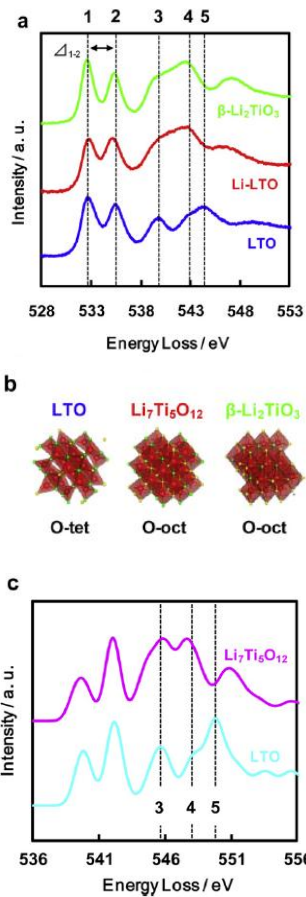 a
1 2 3 4 5
Δ1-2
β-Li2TiO3
Li-LTO
LTO
Intensity / a. u.
528 533 538 543 548 553
Energy Loss / eV
b
LTO Li7Ti5O12 β-Li2TiO3
O-tet O-oct O-oct
c
Li7Ti5O12
LTO
3 4 5
Intensity / a. u.
536 541 546 551 556
Energy Loss / eV